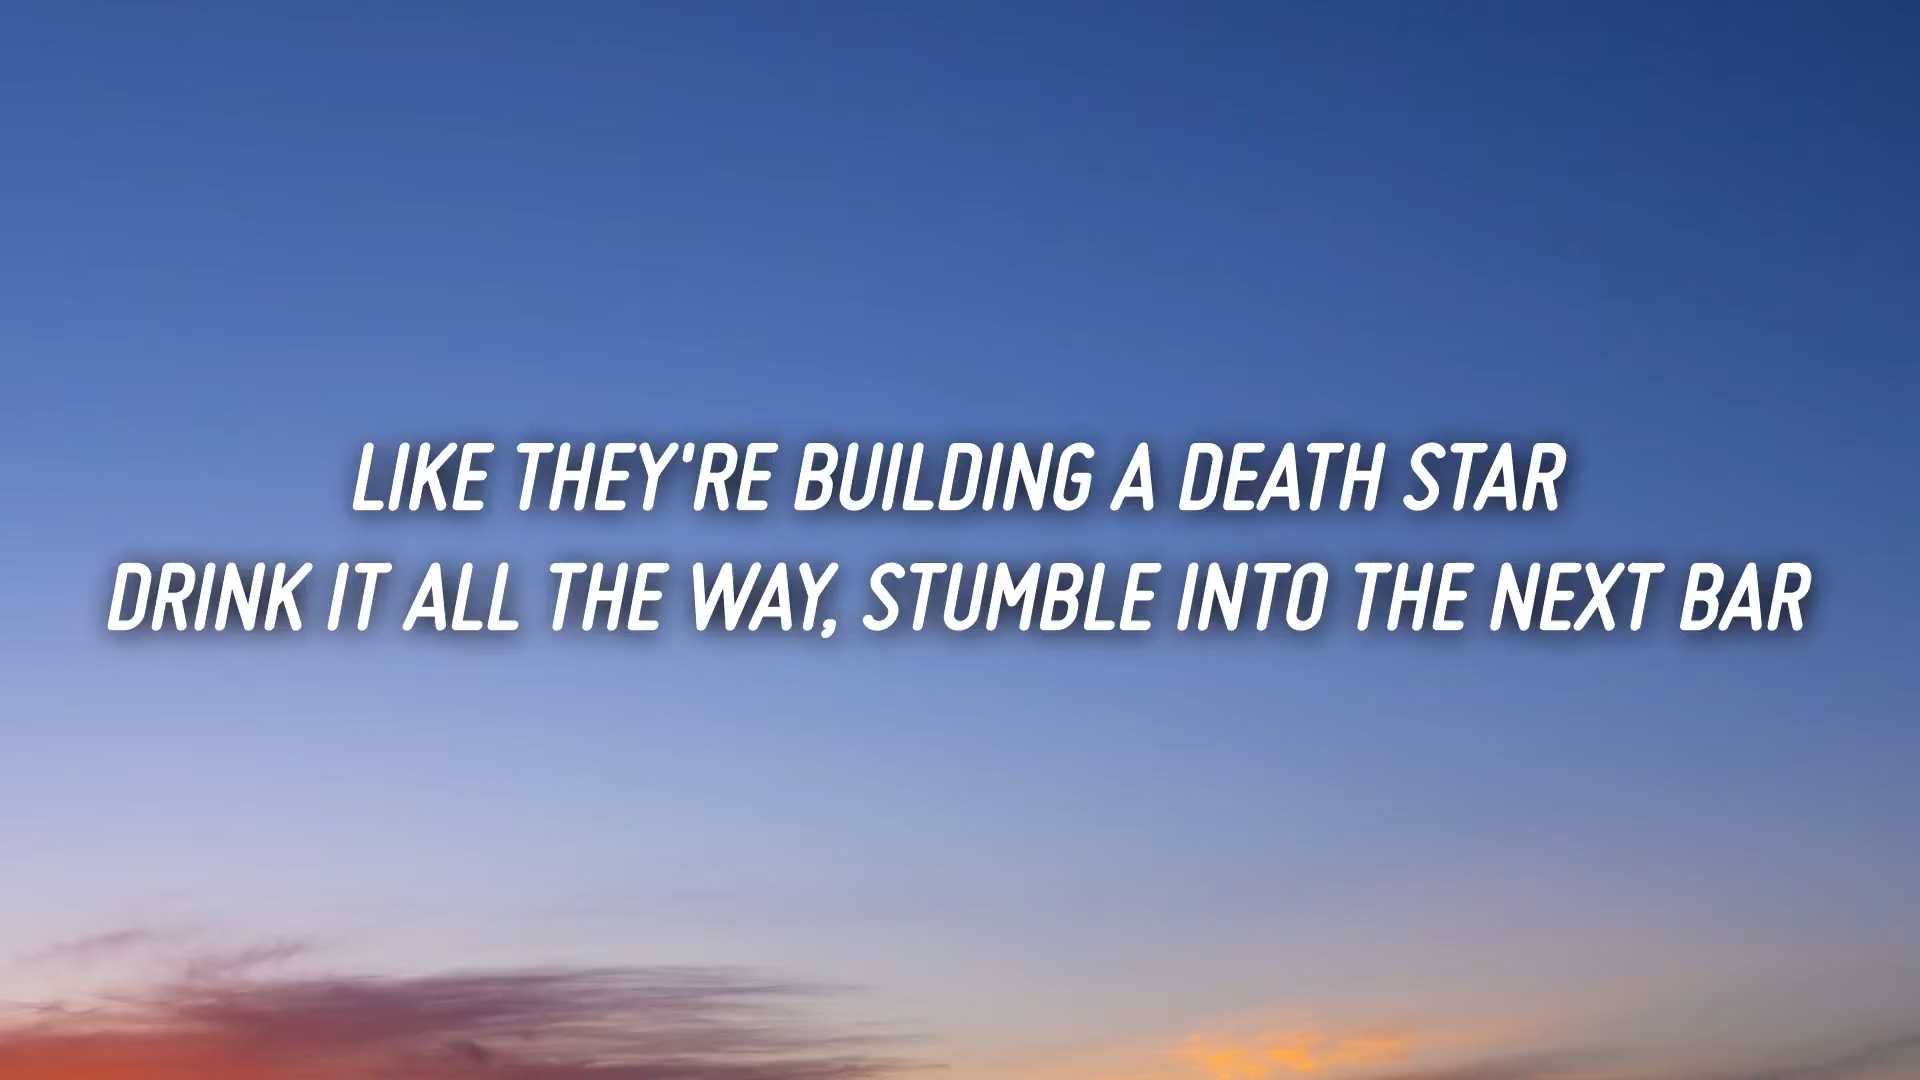 LIKE THEY'RE BUILDING A DEATH STAR
DRINK IT ALL THE WAY, STUMBLE INTO THE NEXT BAR